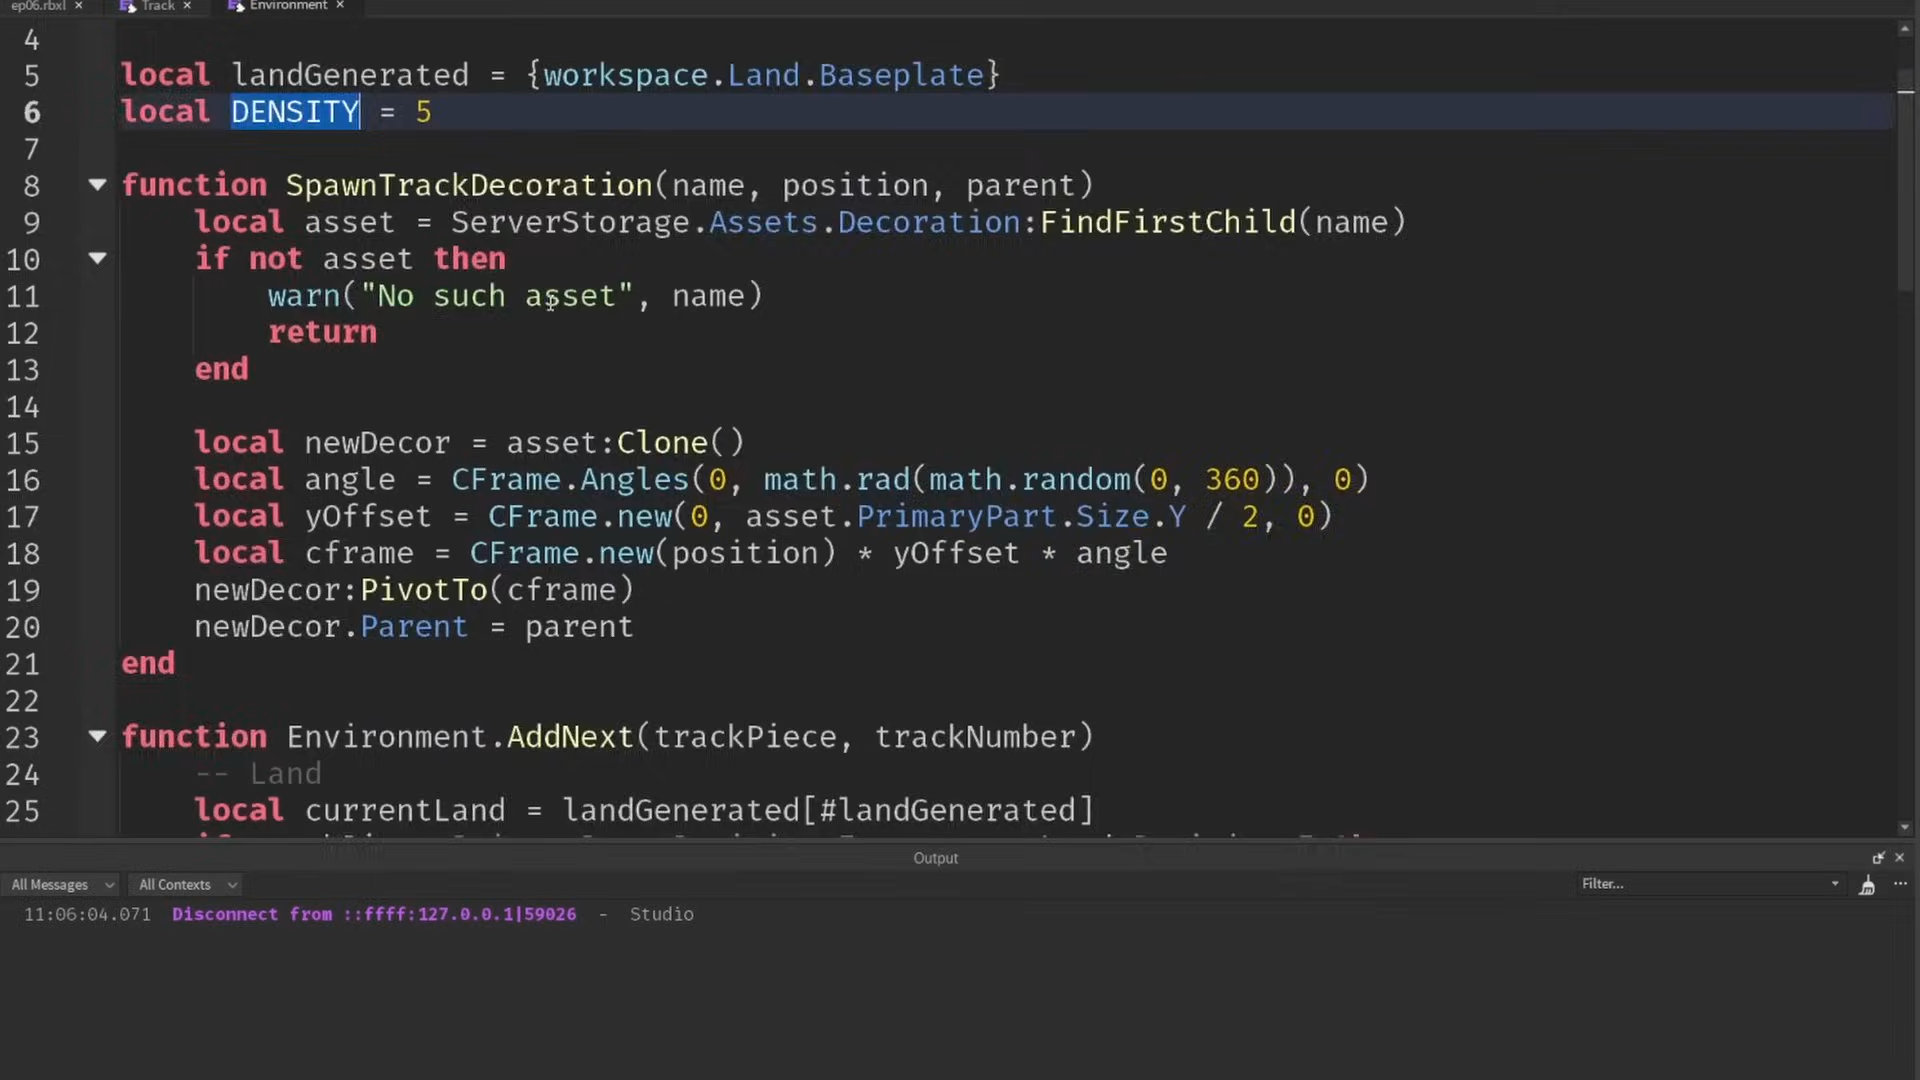 ep06.rbxl × Track × Environment ×
4
5 local landGenerated = {workspace.Land.Baseplate}
6 local DENSITY = 5
7
8 function SpawnTrackDecoration(name, position, parent)
9 local asset = ServerStorage.Assets.Decoration:FindFirstChild(name)
10 if not asset then
11 warn("No such asset", name)
12 return
13 end
14
15 local newDecor = asset:Clone()
16 local angle = CFrame.Angles(0, math.rad(math.random(0, 360)), 0)
17 local yOffset = CFrame.new(0, asset.PrimaryPart.Size.Y / 2, 0)
18 local cframe = CFrame.new(position) * yOffset * angle
19 newDecor:PivotTo(cframe)
20 newDecor.Parent = parent
21 end
22
23 function Environment.AddNext(trackPiece, trackNumber)
24 -- Land
25 local currentLand = landGenerated[#landGenerated]
Output
All Messages All Contexts Filter...
11:06:04.071 Disconnect from ::ffff:127.0.0.1|59026 - Studio